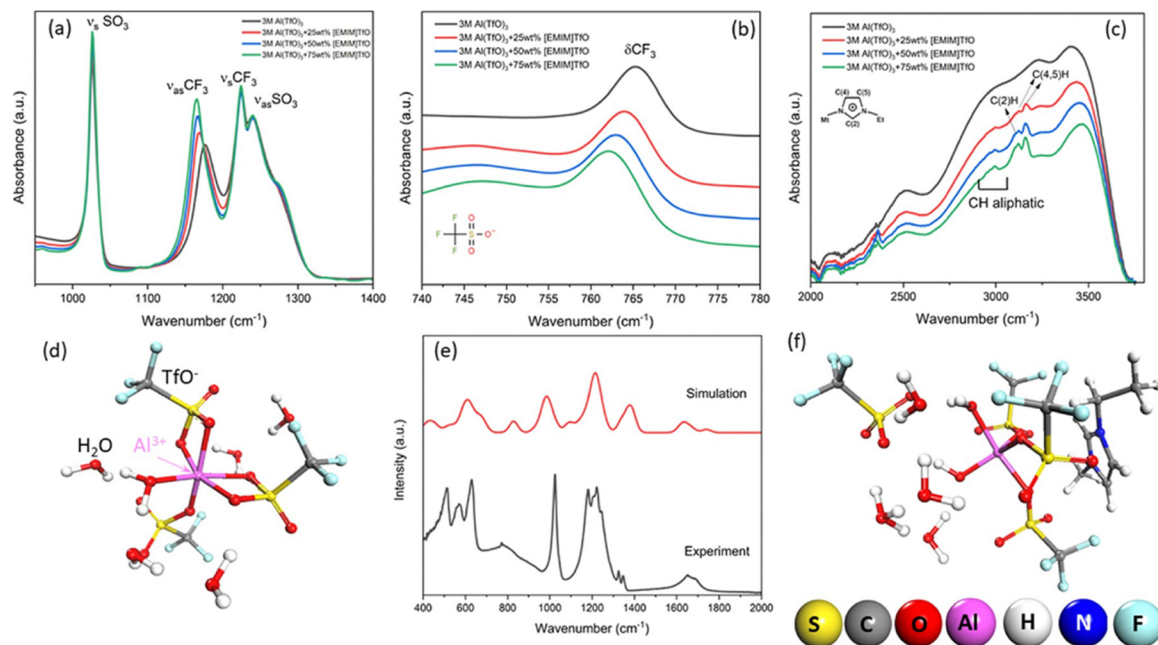 (a)
νs SO3
νasCF3
νsCF3
νasSO3
3M Al(TfO)3
3M Al(TfO)3+25wt% [EMIM]TfO
3M Al(TfO)3+50wt% [EMIM]TfO
3M Al(TfO)3+75wt% [EMIM]TfO
Absorbance (a.u.)
1000 1100 1200 1300 1400
Wavenumber (cm-1)
(b)
3M Al(TfO)3
3M Al(TfO)3+25wt% [EMIM]TfO
3M Al(TfO)3+50wt% [EMIM]TfO
3M Al(TfO)3+75wt% [EMIM]TfO
δCF3
F F F S O O O-
Absorbance (a.u.)
740 745 750 755 760 765 770 775 780
Wavenumber (cm-1)
(c)
3M Al(TfO)3
3M Al(TfO)3+25wt% [EMIM]TfO
3M Al(TfO)3+50wt% [EMIM]TfO
3M Al(TfO)3+75wt% [EMIM]TfO
C(4,5)H
C(2)H
C(4) C(5)
Mt Et
C(2)
CH aliphatic
Absorbance (a.u.)
2000 2500 3000 3500
Wavenumber (cm-1)
(d)
TfO-
H2O
Al3+
(e)
Simulation
Experiment
Intensity (a.u.)
400 600 800 1000 1200 1400 1600 1800 2000
Wavenumber (cm-1)
(f)
S C O Al H N F